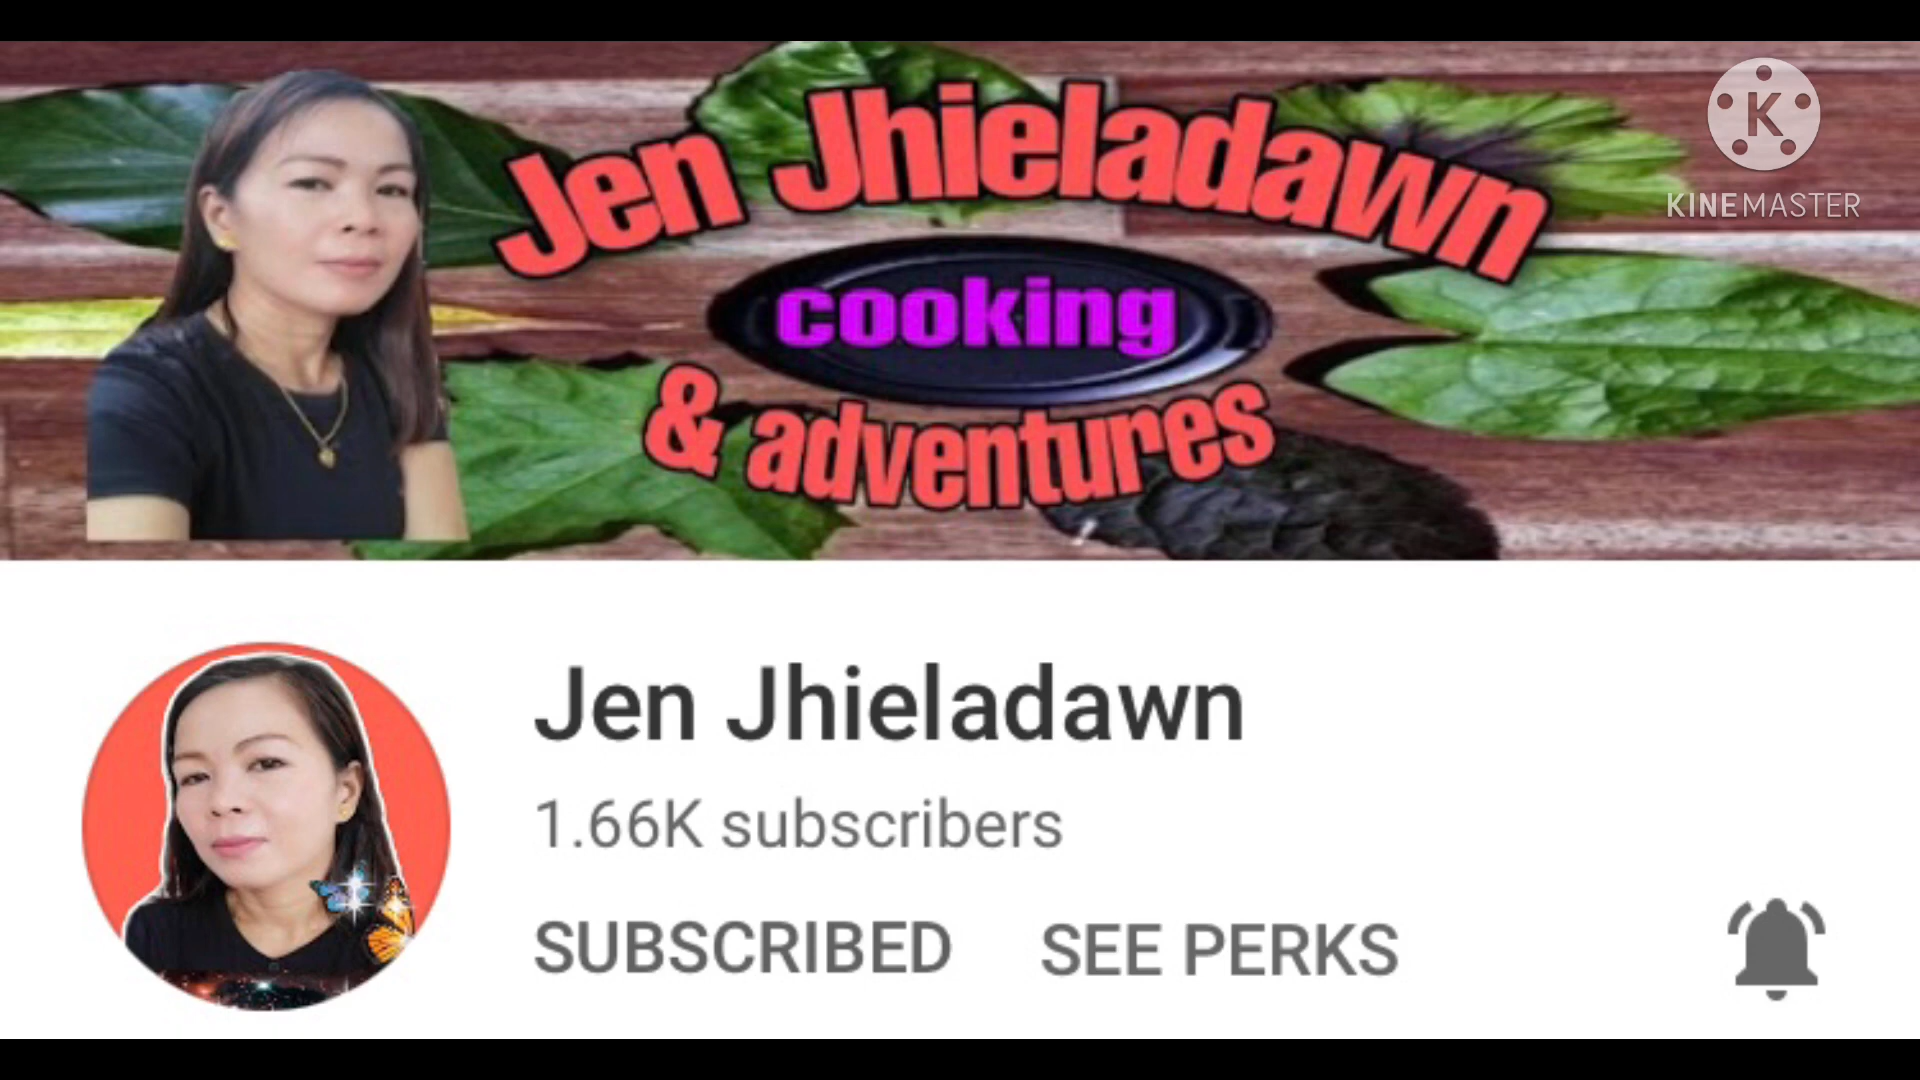 Jen Jhieladawn
cooking
& adventures
K
KINEMASTER
Jen Jhieladawn
1.66K subscribers
SUBSCRIBED SEE PERKS